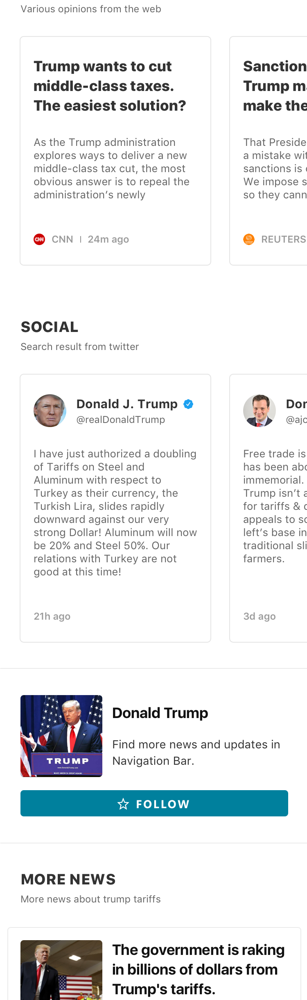 Various opinions from the web
Trump wants to cut
middle-class taxes.
The easiest solution?
As the Trump administration
explores ways to deliver a new
middle-class tax cut, the most
obvious answer is to repeal the
administration’s newly
CNN CNN | 24m ago
Sanction
Trump ma
make the
That Preside
a mistake wit
sanctions is
We impose s
so they cann
REUTERS
SOCIAL
Search result from twitter
Donald J. Trump
@realDonaldTrump
I have just authorized a doubling
of Tariffs on Steel and
Aluminum with respect to
Turkey as their currency, the
Turkish Lira, slides rapidly
downward against our very
strong Dollar! Aluminum will now
be 20% and Steel 50%. Our
relations with Turkey are not
good at this time!
21h ago
Don
@ajc
Free trade is
has been abo
immemorial.
Trump isn’t a
for tariffs &
appeals to so
left’s base in
traditional sli
farmers.
3d ago
TRUMP
www.DonaldTrump.com
MAKE AMERICA GREAT AGAIN!
Donald Trump
Find more news and updates in
Navigation Bar.
FOLLOW
MORE NEWS
More news about trump tariffs
The government is raking
in billions of dollars from
Trump's tariffs.